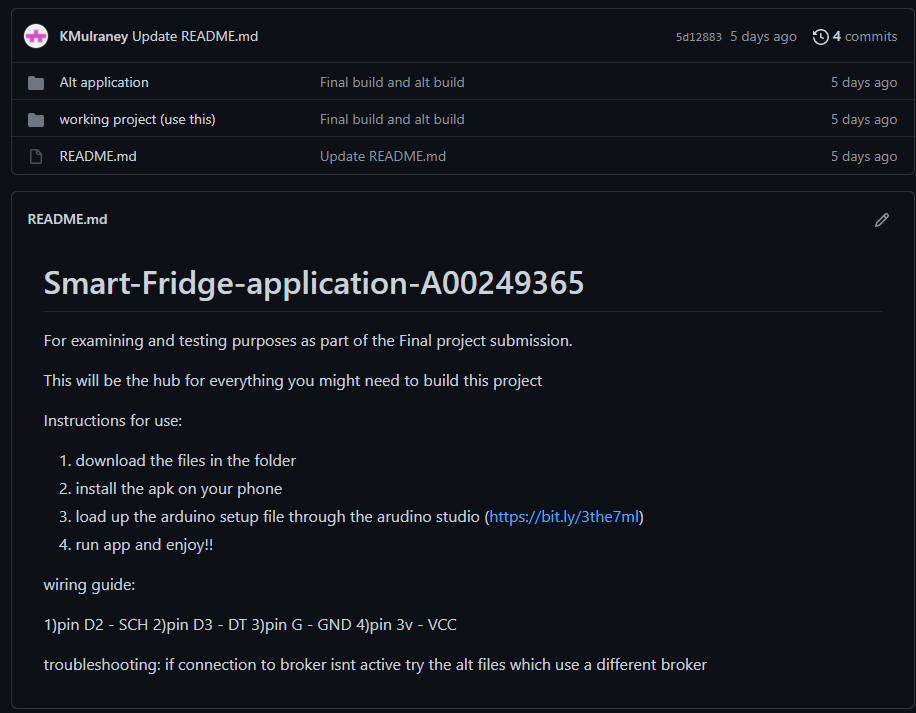 KMulraney Update README.md 5d12883 5 days ago 4 commits
Alt application Final build and alt build 5 days ago
working project (use this) Final build and alt build 5 days ago
README.md Update README.md 5 days ago
README.md
Smart-Fridge-application-A00249365
For examining and testing purposes as part of the Final project submission.
This will be the hub for everything you might need to build this project
Instructions for use:
1. download the files in the folder
2. install the apk on your phone
3. load up the arduino setup file through the arudino studio (https://bit.ly/3the7ml)
4. run app and enjoy!!
wiring guide:
1)pin D2 - SCH 2)pin D3 - DT 3)pin G - GND 4)pin 3v - VCC
troubleshooting: if connection to broker isnt active try the alt files which use a different broker